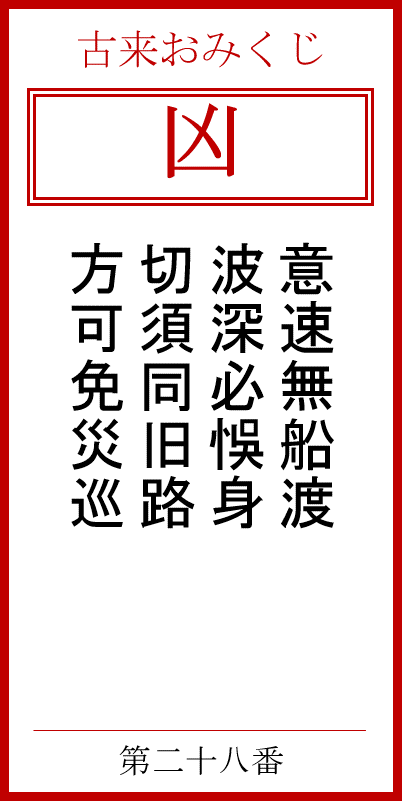 古来おみくじ
凶
意速無船渡
波深必悞身
切須同旧路
方可免災巡
第二十八番